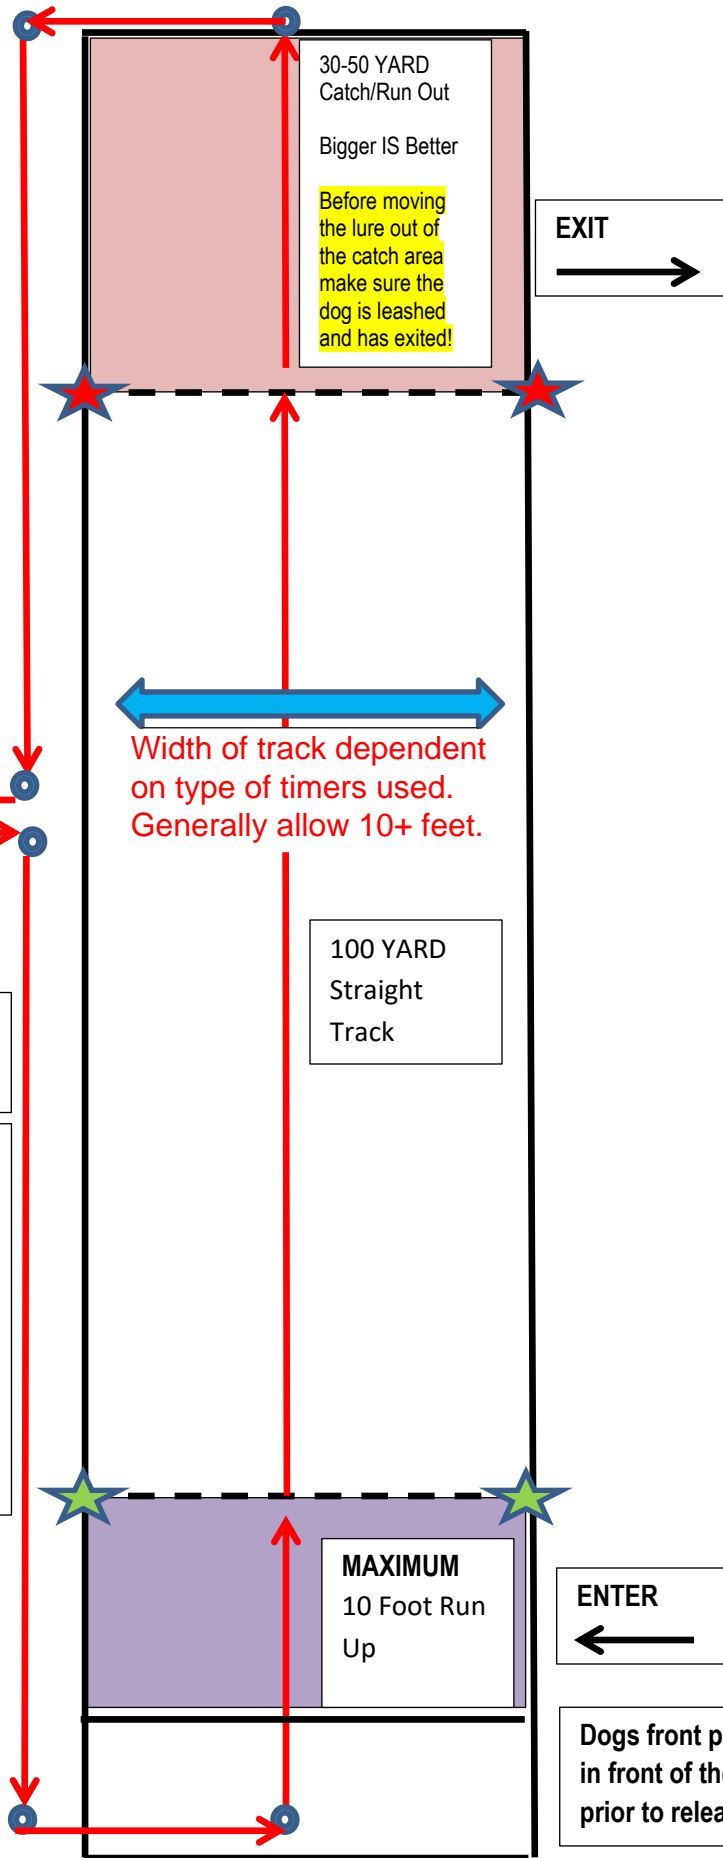 30-50 YARD
Catch/Run Out
Bigger IS Better
Before moving
the lure out of
the catch area
make sure the
dog is leashed
and has exited!
EXIT
Width of track dependent
on type of timers used.
Generally allow 10+ feet.
100 YARD
Straight
Track
MAXIMUM
10 Foot Run
Up
ENTER
Dogs front
in front of
prior to